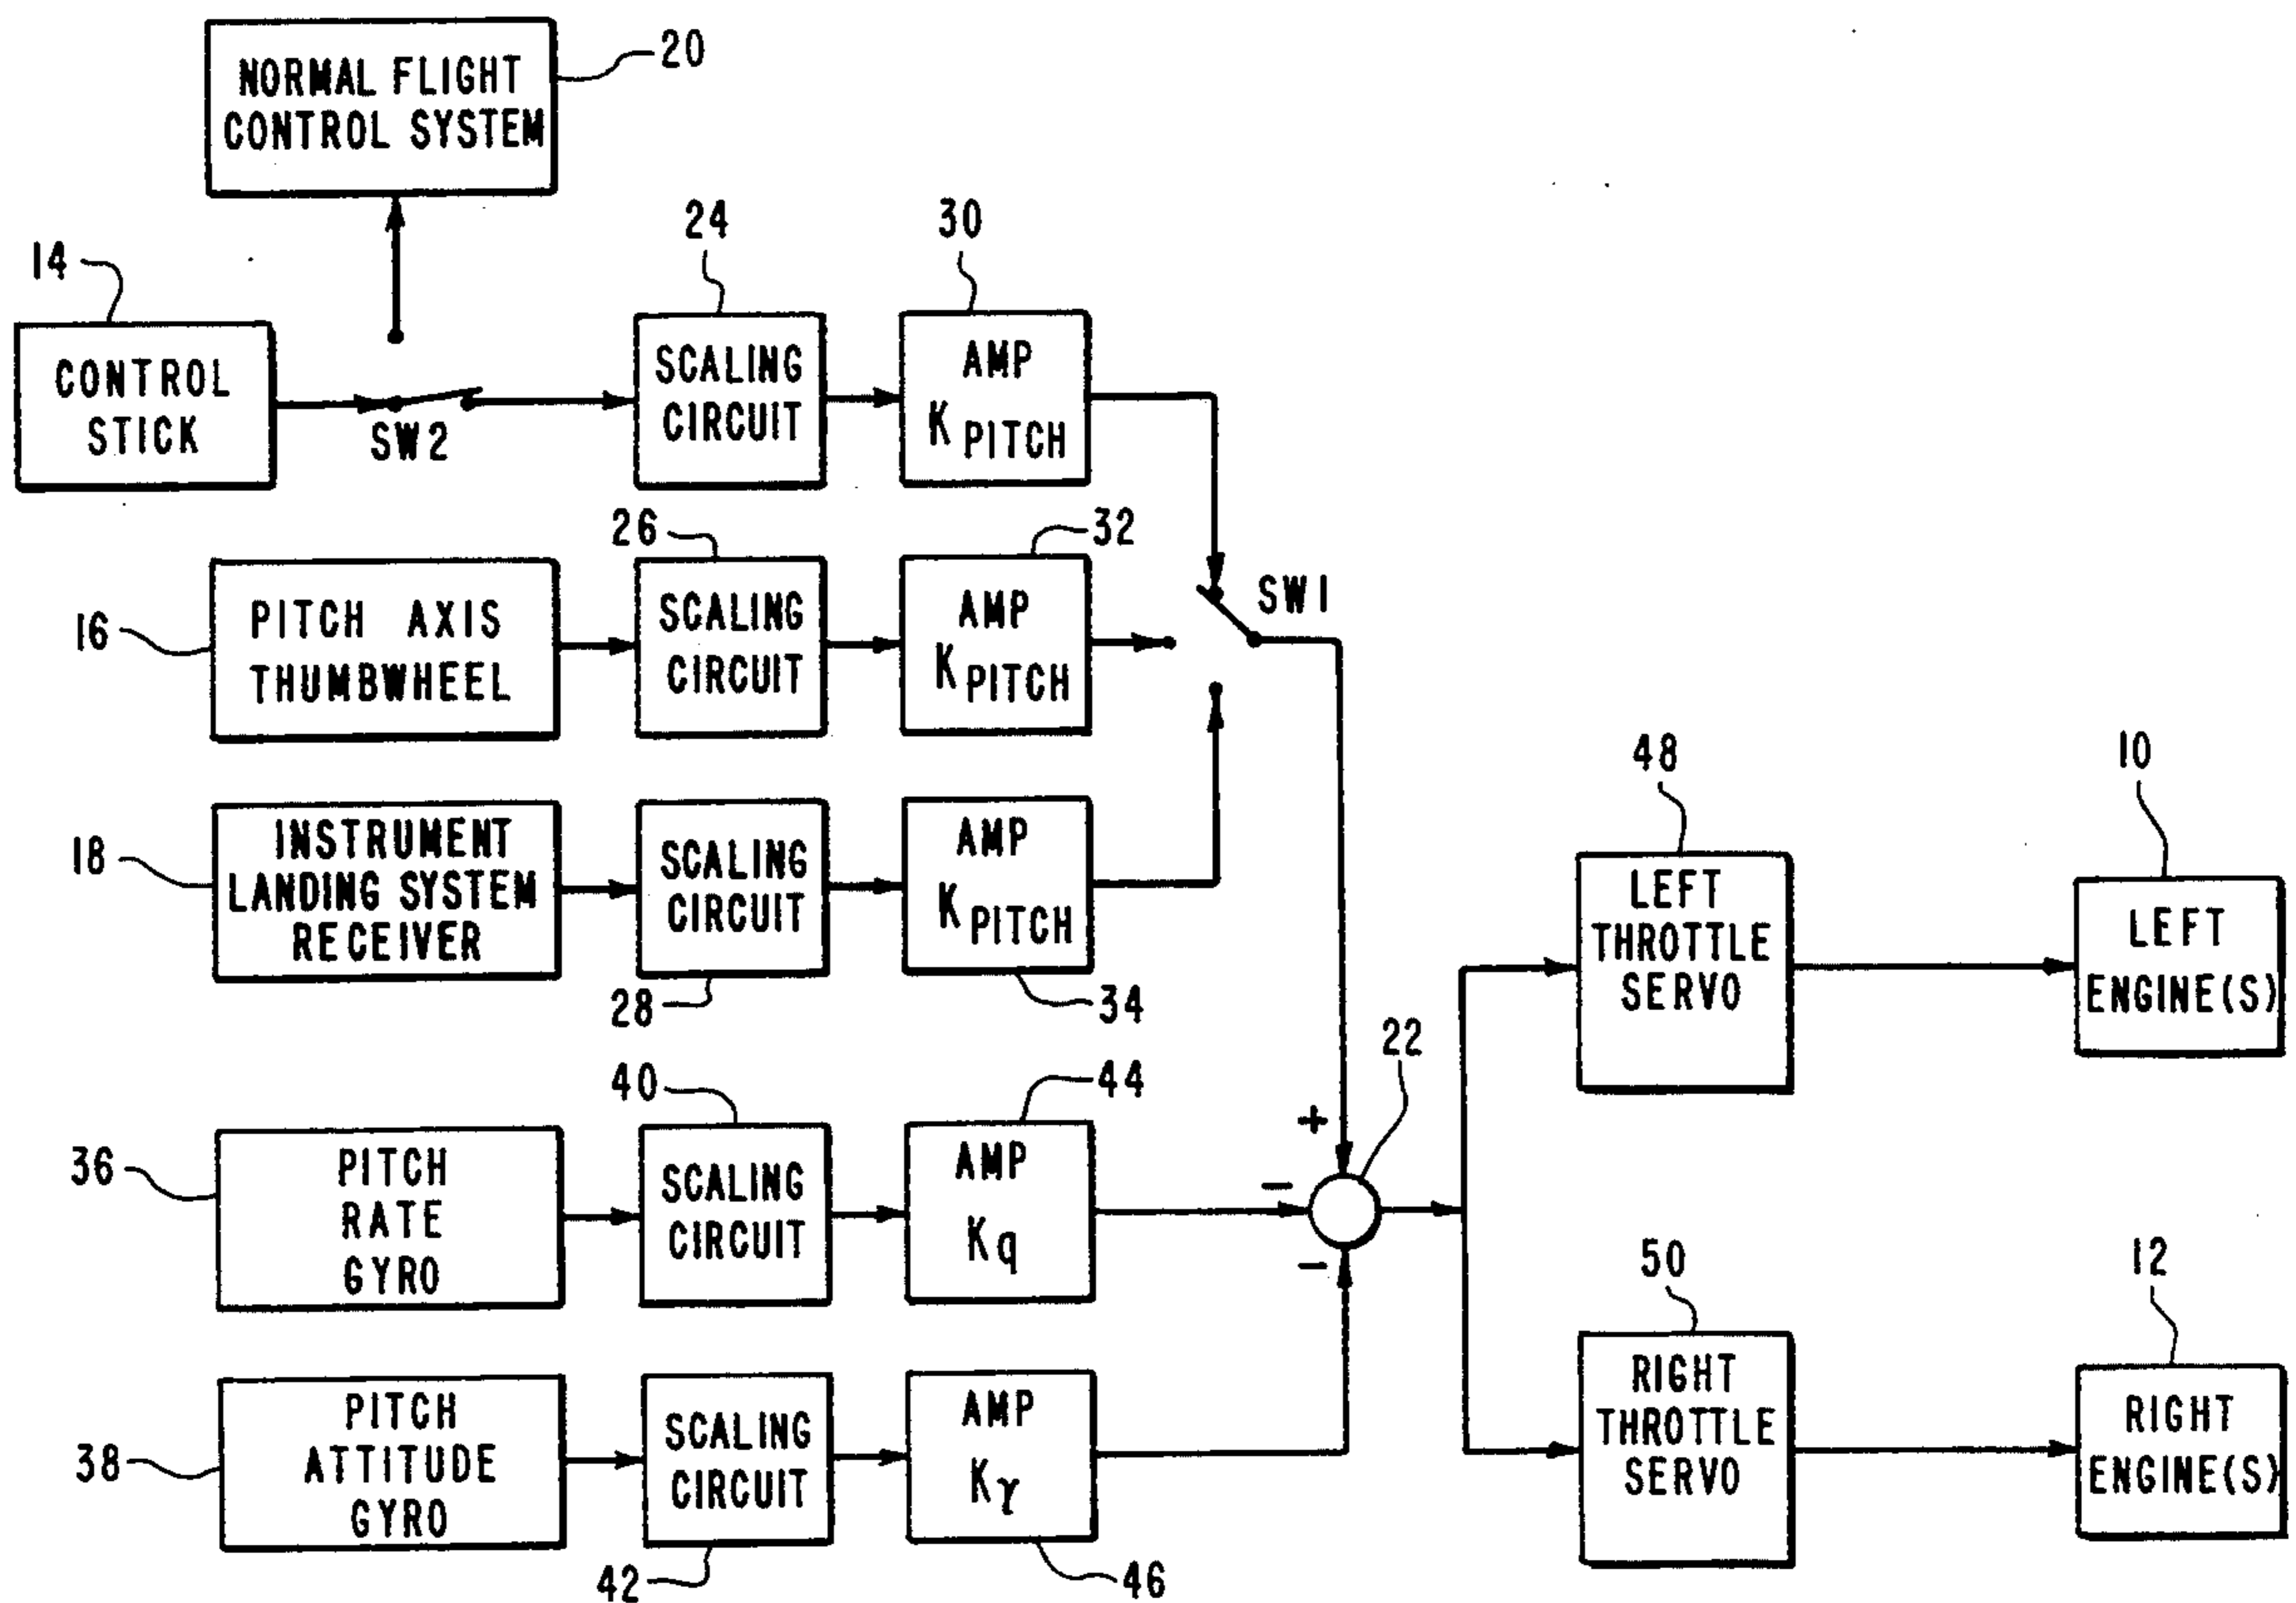 NORMAL FLIGHT
CONTROL SYSTEM
20
14
CONTROL
STICK
SW2
24
SCALING
CIRCUIT
30
AMP
K PITCH
16
PITCH AXIS
THUMBWHEEL
26
SCALING
CIRCUIT
32
AMP
K PITCH
SW1
18
INSTRUMENT
LANDING SYSTEM
RECEIVER
SCALING
CIRCUIT
28
AMP
K PITCH
34
36
PITCH
RATE
GYRO
40
SCALING
CIRCUIT
44
AMP
Kq
+
-
-
22
38
PITCH
ATTITUDE
GYRO
SCALING
CIRCUIT
42
AMP
Kγ
46
48
LEFT
THROTTLE
SERVO
10
LEFT
ENGINE(S)
50
RIGHT
THROTTLE
SERVO
12
RIGHT
ENGINE(S)